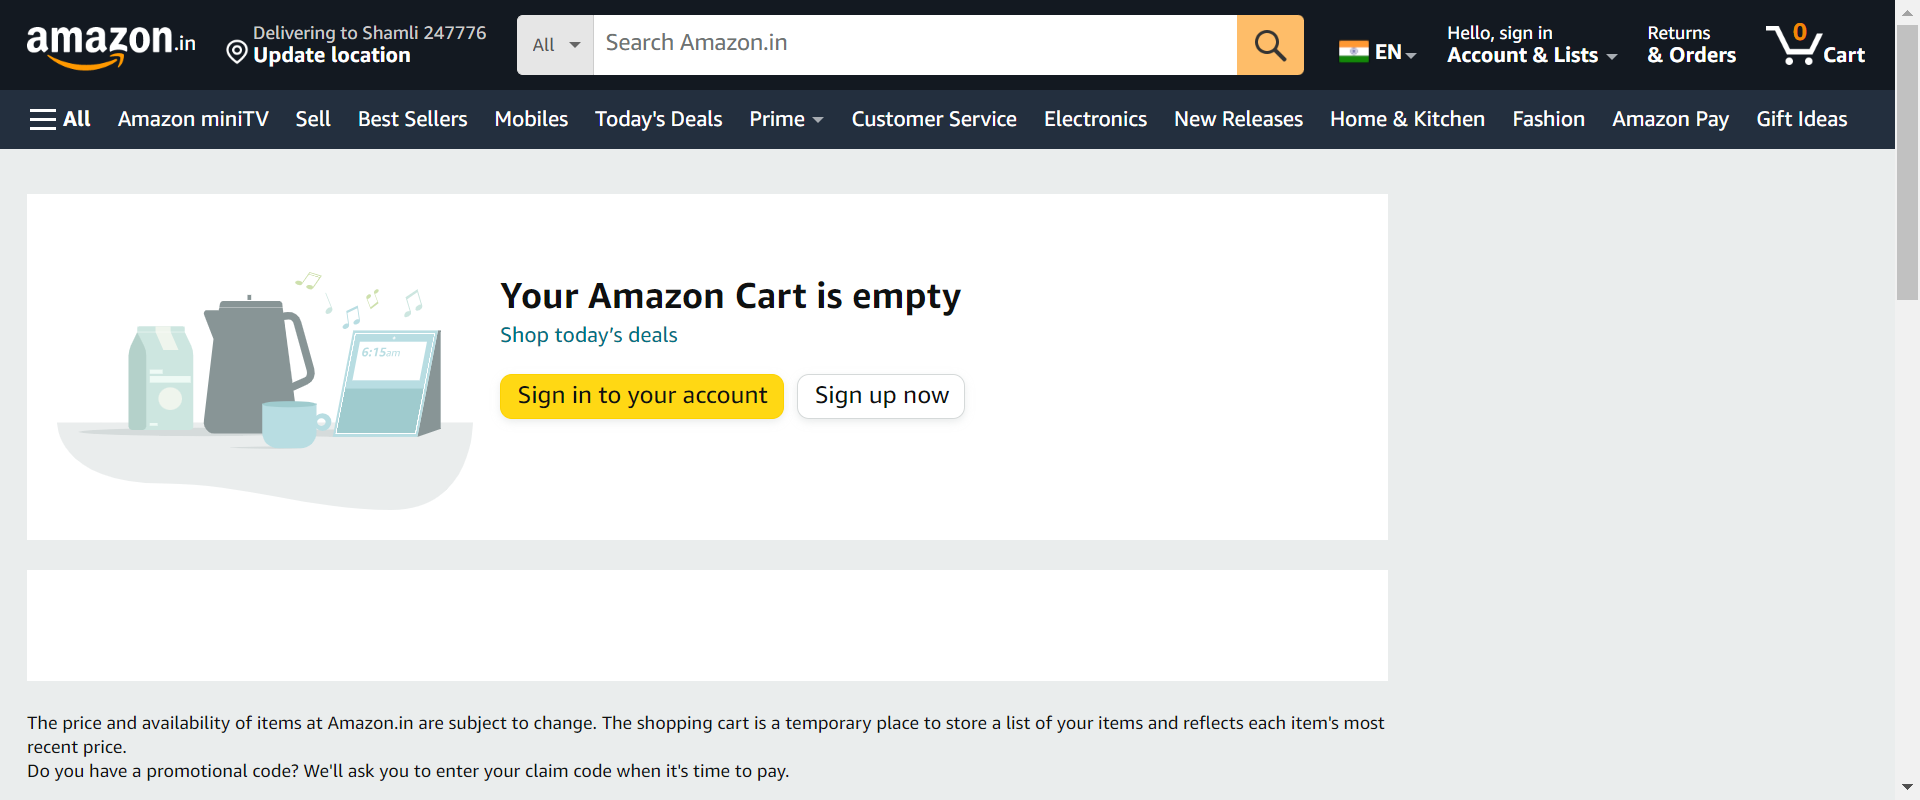 amazon.in
Delivering to Shamli 247776
Update location
All
Search Amazon.in
EN
Hello, sign in
Account & Lists
Returns
& Orders
0
Cart
All Amazon miniTV Sell Best Sellers Mobiles Today's Deals Prime Customer Service Electronics New Releases Home & Kitchen Fashion Amazon Pay Gift Ideas
6:15am
Your Amazon Cart is empty
Shop today’s deals
Sign in to your account Sign up now
The price and availability of items at Amazon.in are subject to change. The shopping cart is a temporary place to store a list of your items and reflects each item's most
recent price.
Do you have a promotional code? We'll ask you to enter your claim code when it's time to pay.